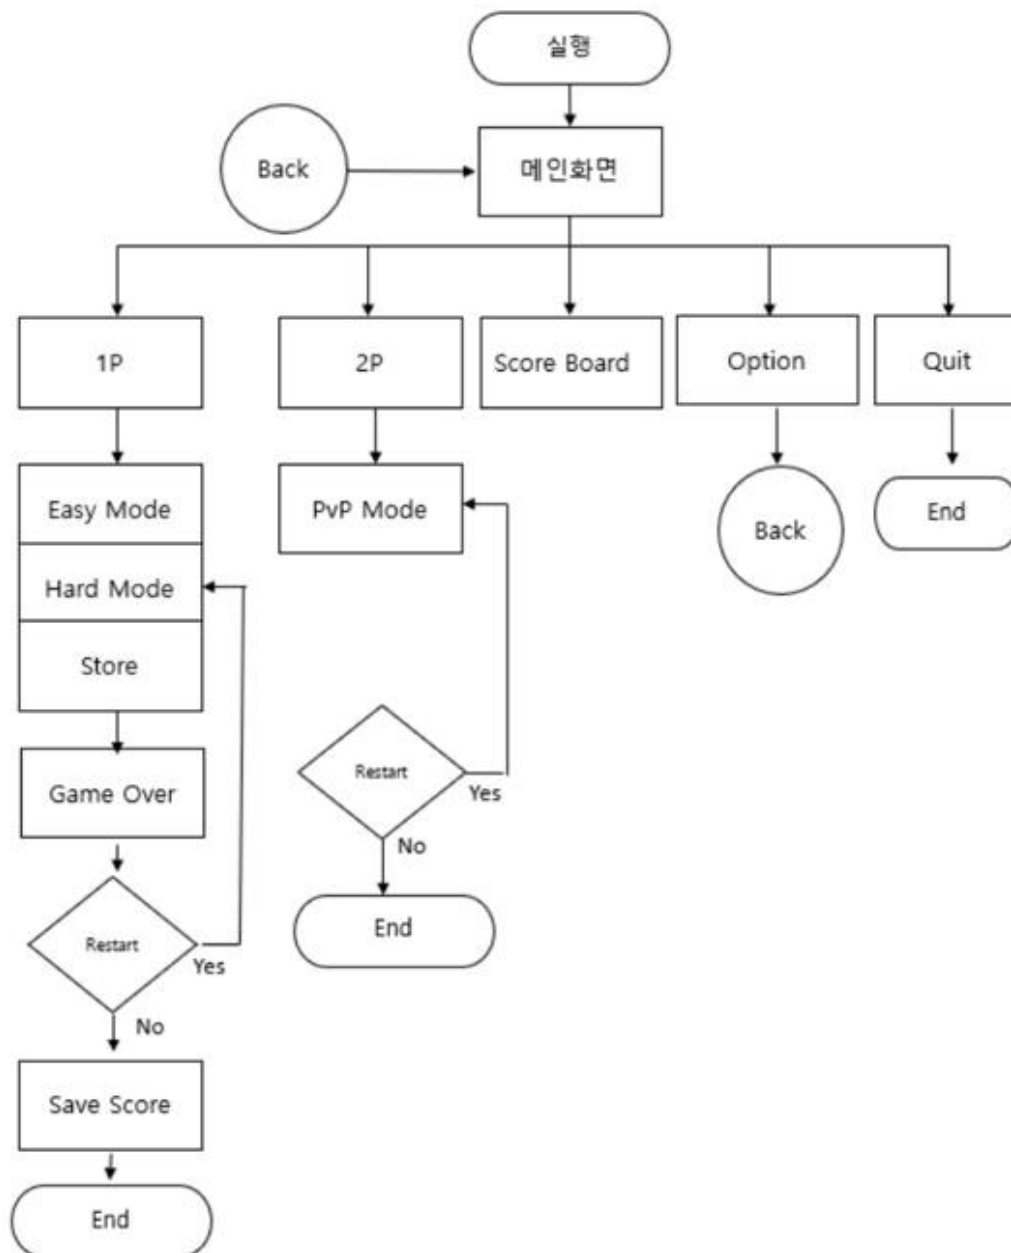 실행
Back
메인화면
1P
2P
Score Board
Option
Quit
Easy Mode
PvP Mode
Back
End
Hard Mode
Store
Game Over
Restart
Yes
No
End
Restart
Yes
No
Save Score
End